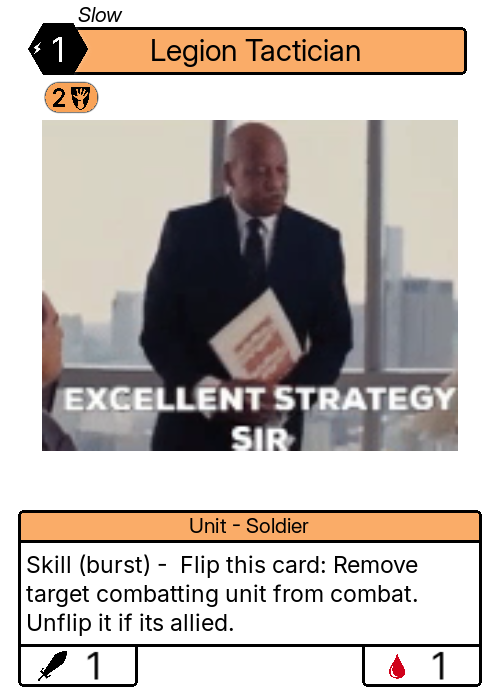 Slow
1
Legion Tactician
2
EXCELLENT STRATEGY
SIR
Unit - Soldier
Skill (burst) - Flip this card: Remove
target combatting unit from combat.
Unflip it if its allied.
1
1